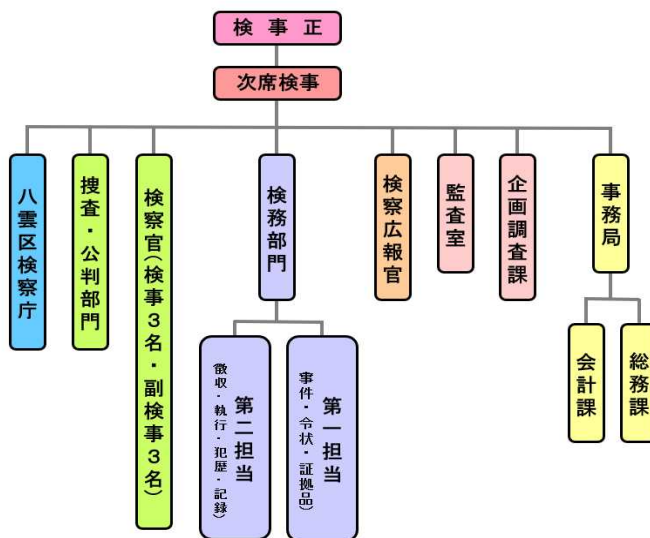 検事正
次席検事
事務局
企画調査課
監査室
検察広報官
検務部門
検察官(検事3名・副検事3名)
捜査・公判部門
八雲区検察庁
総務課
会計課
第一担当
(事件・令状・証拠品)
第二担当
(徴収・執行・犯歴・記録)